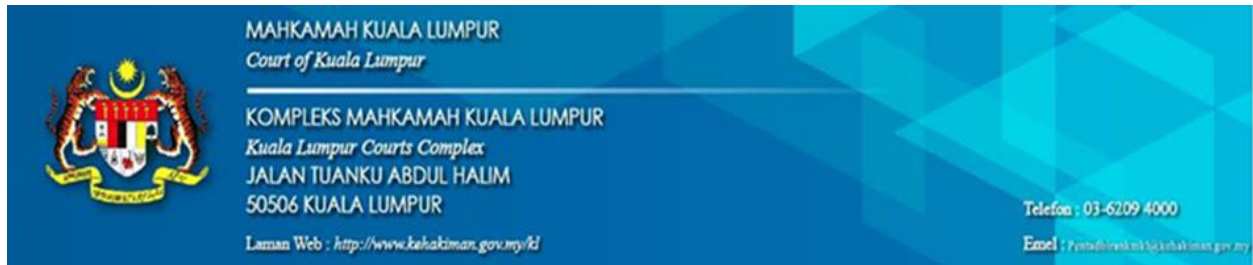 MAHKAMAH KUALA LUMPUR
Court of Kuala Lumpur
KOMPLEKS MAHKAMAH KUALA LUMPUR
Kuala Lumpur Courts Complex
JALAN TUANKU ABDUL HALIM
50506 KUALA LUMPUR
Laman Web : http://www.kehakiman.gov.my/kl
Telefon : 03-6209 4000
Emel :